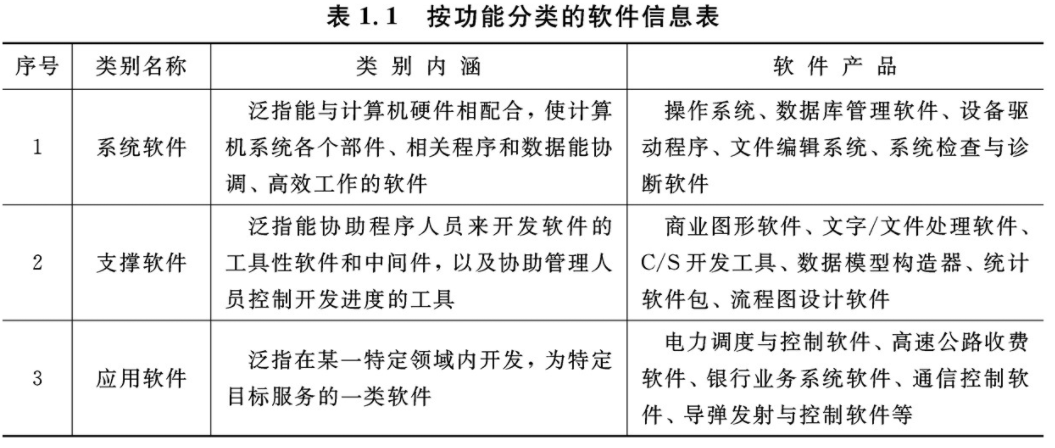 表 1.1 按功能分类的软件信息表
序号 类别名称 类别内涵 软件产品
1 系统软件
泛指能与计算机硬件相配合，使计算
机系统各个部件、相关程序和数据能协
调、高效工作的软件
操作系统、数据库管理软件、设备驱
动程序、文件编辑系统、系统检查与诊
断软件
2 支撑软件
泛指能协助程序人员来开发软件的
工具性软件和中间件，以及协助管理人
员控制开发进度的工具
商业图形软件、文字/文件处理软件、
C/S开发工具、数据模型构造器、统计
软件包、流程图设计软件
3 应用软件
泛指在某一特定领域内开发，为特定
目标服务的一类软件
电力调度与控制软件、高速公路收费
软件、银行业务系统软件、通信控制软
件、导弹发射与控制软件等